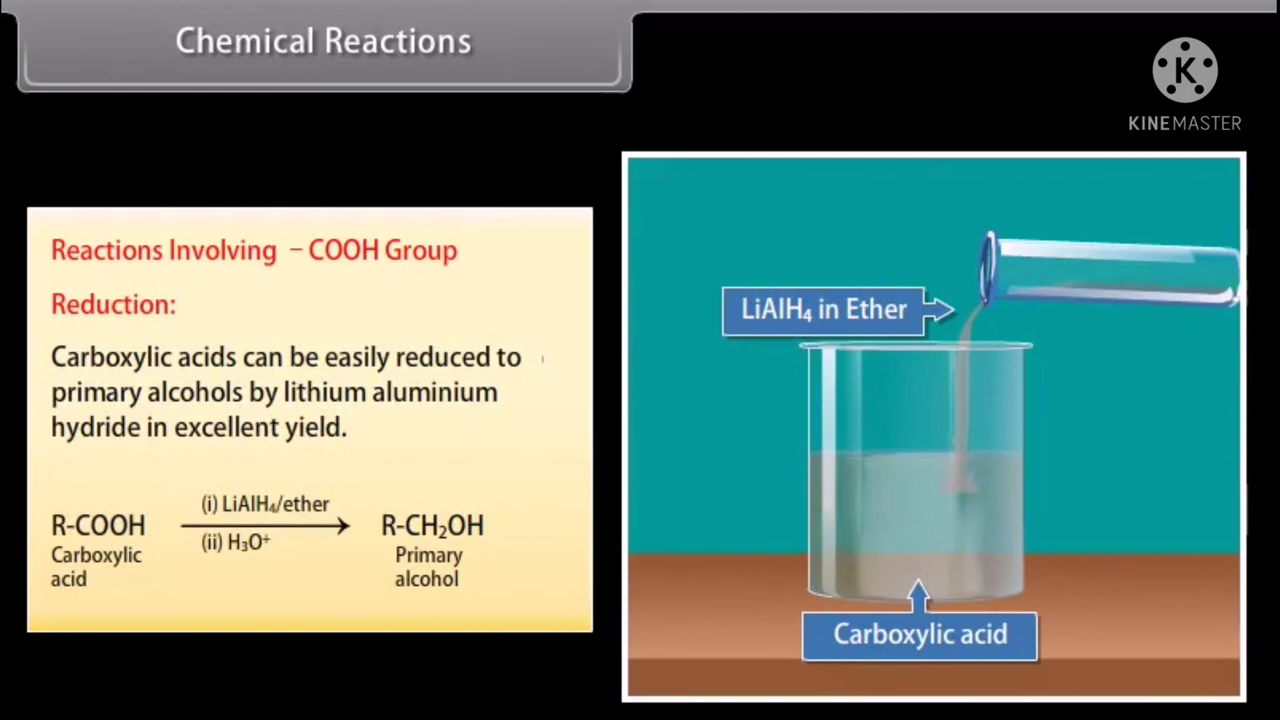 Chemical Reactions
K
KINEMASTER
Reactions Involving – COOH Group
Reduction:
Carboxylic acids can be easily reduced to
primary alcohols by lithium aluminium
hydride in excellent yield.
(i) LiAlH₄/ether
R-COOH R-CH₂OH
(ii) H₃O⁺
Carboxylic Primary
acid alcohol
LiAlH₄ in Ether
Carboxylic acid